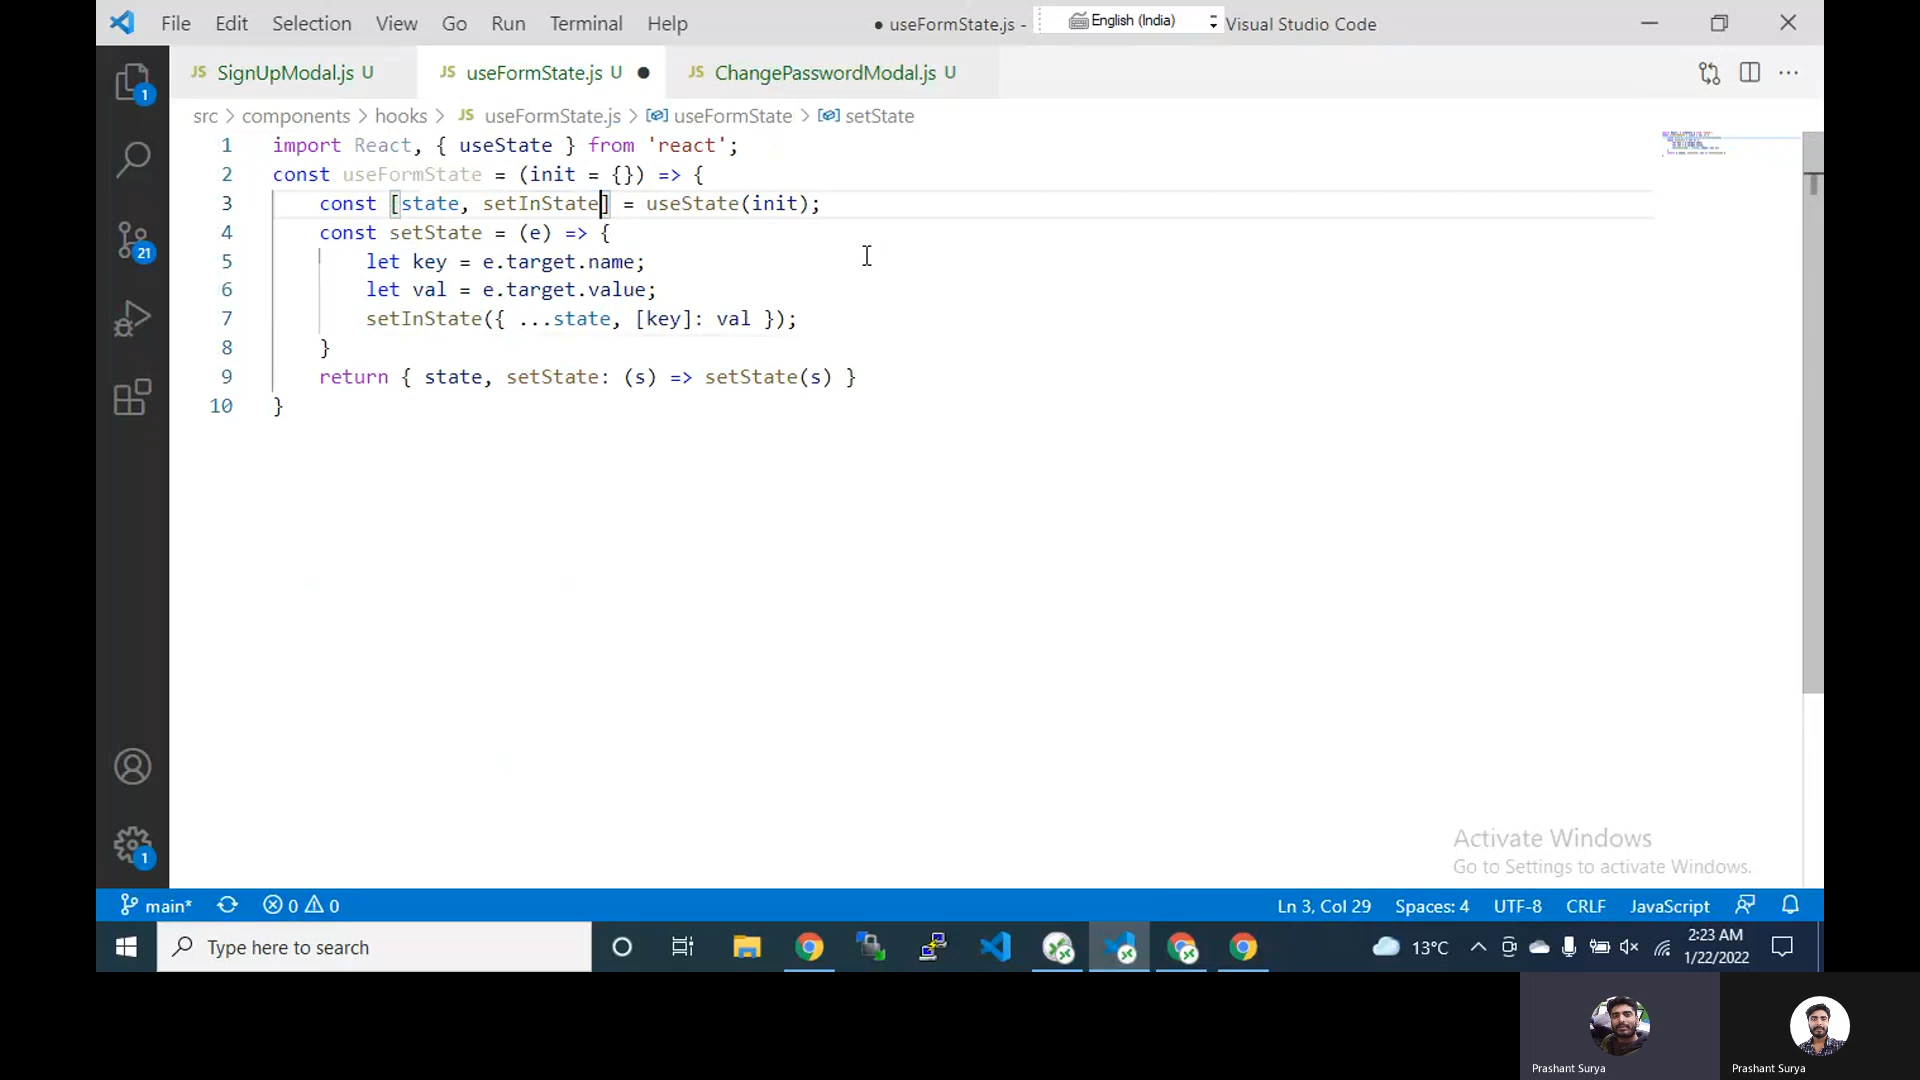 File Edit Selection View Go Run Terminal Help ● useFormState.js - English (India) Visual Studio Code
JS SignUpModal.js U JS useFormState.js U ● JS ChangePasswordModal.js U
src > components > hooks > JS useFormState.js > useFormState > setState
1 import React, { useState } from 'react';
2 const useFormState = (init = {}) => {
3 const [state, setInState] = useState(init);
4 const setState = (e) => {
5 let key = e.target.name;
6 let val = e.target.value;
7 setInState({ ...state, [key]: val });
8 }
9 return { state, setState: (s) => setState(s) }
10 }
1
21
1
Activate Windows
Go to Settings to activate Windows.
main* 0 0 Ln 3, Col 29 Spaces: 4 UTF-8 CRLF JavaScript
Type here to search 13°C 2:23 AM
1/22/2022
Prashant Surya Prashant Surya